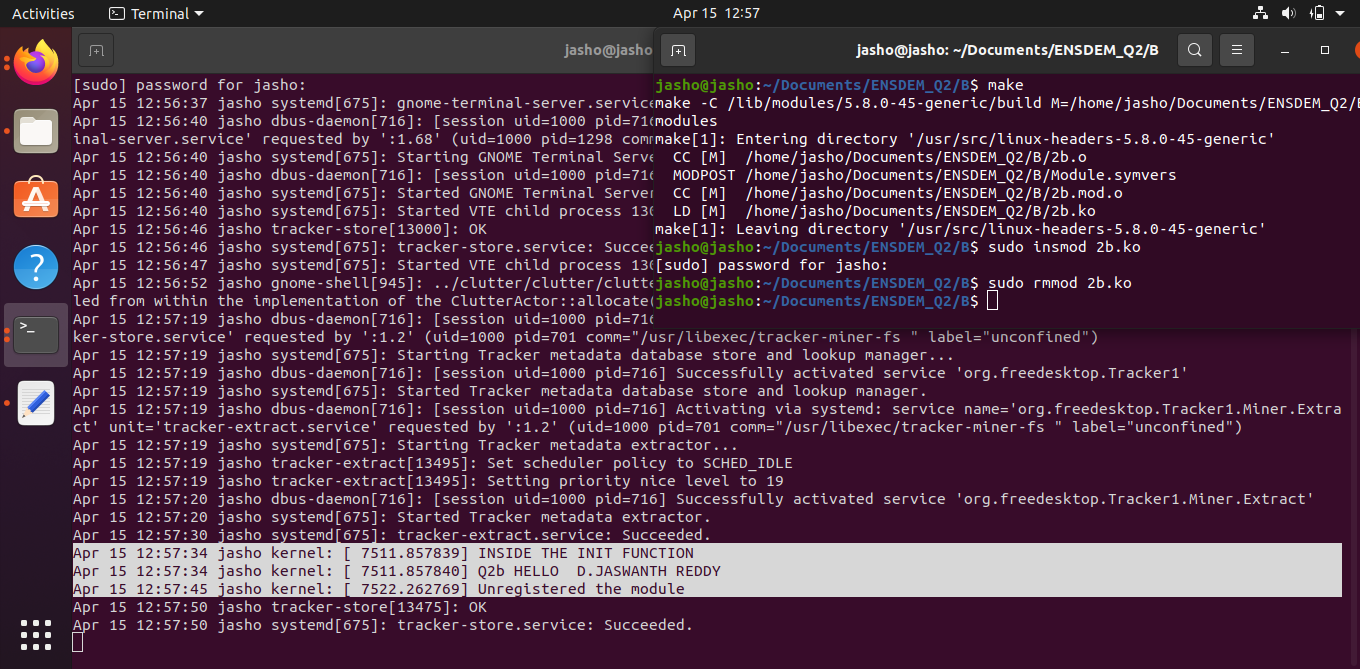 Activities
Terminal
Apr 15 12:57
jasho@jasho
[sudo] password for jasho:
Apr 15 12:56:37 jasho systemd[675]: gnome-terminal-server.service
Apr 15 12:56:40 jasho dbus-daemon[716]: [session uid=1000 pid=716
inal-server.service' requested by ':1.68' (uid=1000 pid=1298 comm
Apr 15 12:56:40 jasho systemd[675]: Starting GNOME Terminal Serve
Apr 15 12:56:40 jasho dbus-daemon[716]: [session uid=1000 pid=716
Apr 15 12:56:40 jasho systemd[675]: Started GNOME Terminal Server
Apr 15 12:56:40 jasho systemd[675]: Started VTE child process 130
Apr 15 12:56:46 jasho tracker-store[13000]: OK
Apr 15 12:56:46 jasho systemd[675]: tracker-store.service: Succee
Apr 15 12:56:47 jasho systemd[675]: Started VTE child process 130
Apr 15 12:56:52 jasho gnome-shell[945]: ../clutter/clutter/clutte
led from within the implementation of the ClutterActor::allocate(
Apr 15 12:57:19 jasho dbus-daemon[716]: [session uid=1000 pid=716
ker-store.service' requested by ':1.2' (uid=1000 pid=701 comm="/usr/libexec/tracker-miner-fs " label="unconfined")
Apr 15 12:57:19 jasho systemd[675]: Starting Tracker metadata database store and lookup manager...
Apr 15 12:57:19 jasho dbus-daemon[716]: [session uid=1000 pid=716] Successfully activated service 'org.freedesktop.Tracker1'
Apr 15 12:57:19 jasho systemd[675]: Started Tracker metadata database store and lookup manager.
Apr 15 12:57:19 jasho dbus-daemon[716]: [session uid=1000 pid=716] Activating via systemd: service name='org.freedesktop.Tracker1.Miner.Extra
ct' unit='tracker-extract.service' requested by ':1.2' (uid=1000 pid=701 comm="/usr/libexec/tracker-miner-fs " label="unconfined")
Apr 15 12:57:19 jasho systemd[675]: Starting Tracker metadata extractor...
Apr 15 12:57:19 jasho tracker-extract[13495]: Set scheduler policy to SCHED_IDLE
Apr 15 12:57:19 jasho tracker-extract[13495]: Setting priority nice level to 19
Apr 15 12:57:20 jasho dbus-daemon[716]: [session uid=1000 pid=716] Successfully activated service 'org.freedesktop.Tracker1.Miner.Extract'
Apr 15 12:57:20 jasho systemd[675]: Started Tracker metadata extractor.
Apr 15 12:57:30 jasho systemd[675]: tracker-extract.service: Succeeded.
Apr 15 12:57:34 jasho kernel: [ 7511.857839] INSIDE THE INIT FUNCTION
Apr 15 12:57:34 jasho kernel: [ 7511.857840] Q2b HELLO  D.JASWANTH REDDY
Apr 15 12:57:45 jasho kernel: [ 7522.262769] Unregistered the module
Apr 15 12:57:50 jasho tracker-store[13475]: OK
Apr 15 12:57:50 jasho systemd[675]: tracker-store.service: Succeeded.
jasho@jasho: ~/Documents/ENSDEM_Q2/B
jasho@jasho:~/Documents/ENSDEM_Q2/B$ make
make -C /lib/modules/5.8.0-45-generic/build M=/home/jasho/Documents/ENSDEM_Q2/B
modules
make[1]: Entering directory '/usr/src/linux-headers-5.8.0-45-generic'
CC [M]  /home/jasho/Documents/ENSDEM_Q2/B/2b.o
MODPOST /home/jasho/Documents/ENSDEM_Q2/B/Module.symvers
CC [M]  /home/jasho/Documents/ENSDEM_Q2/B/2b.mod.o
LD [M]  /home/jasho/Documents/ENSDEM_Q2/B/2b.ko
make[1]: Leaving directory '/usr/src/linux-headers-5.8.0-45-generic'
jasho@jasho:~/Documents/ENSDEM_Q2/B$ sudo insmod 2b.ko
[sudo] password for jasho:
jasho@jasho:~/Documents/ENSDEM_Q2/B$ sudo rmmod 2b.ko
jasho@jasho:~/Documents/ENSDEM_Q2/B$